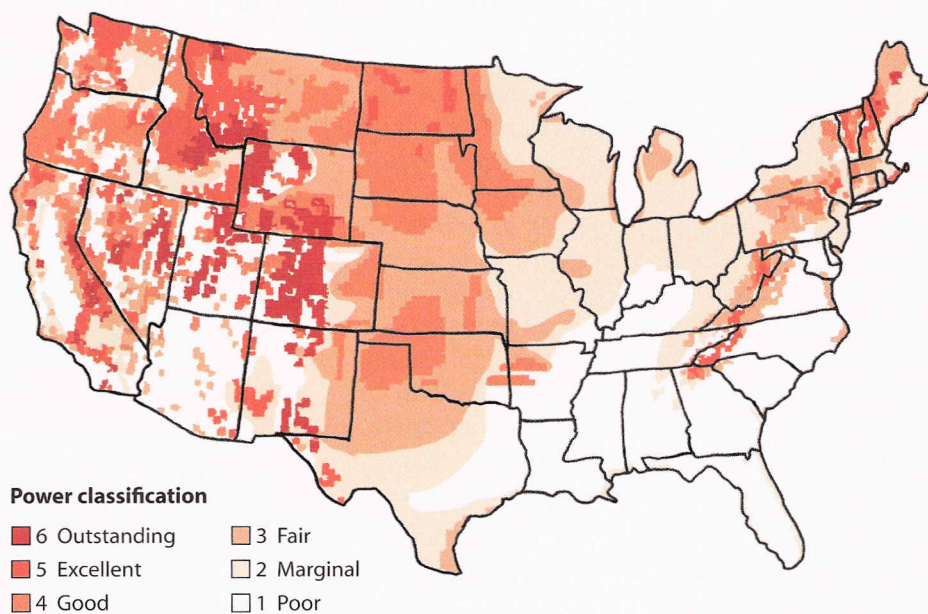 Power classification
6 Outstanding
5 Excellent
4 Good
3 Fair
2 Marginal
1 Poor